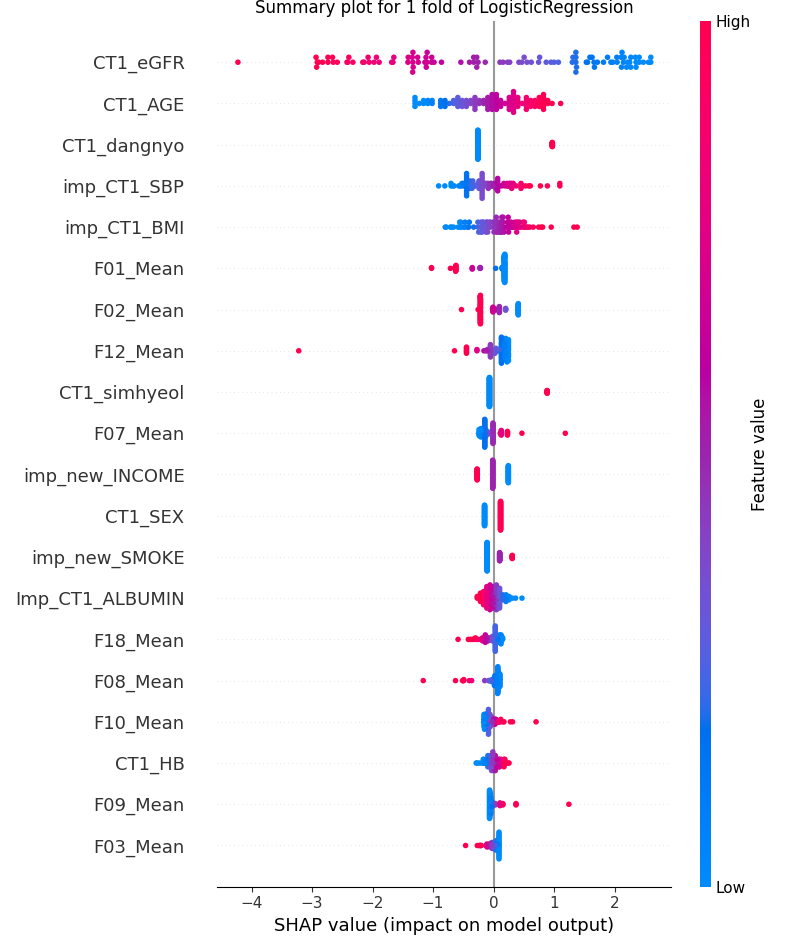 Summary plot for 1 fold of LogisticRegression
High
CT1_eGFR
CT1_AGE
CT1_dangnyo
imp_CT1_SBP
imp_CT1_BMI
F01_Mean
F02_Mean
F12_Mean
CT1_simhyeol
F07_Mean
imp_new_INCOME
CT1_SEX
imp_new_SMOKE
Imp_CT1_ALBUMIN
F18_Mean
F08_Mean
F10_Mean
CT1_HB
F09_Mean
F03_Mean
Feature value
Low
−4 −3 −2 −1 0 1 2
SHAP value (impact on model output)